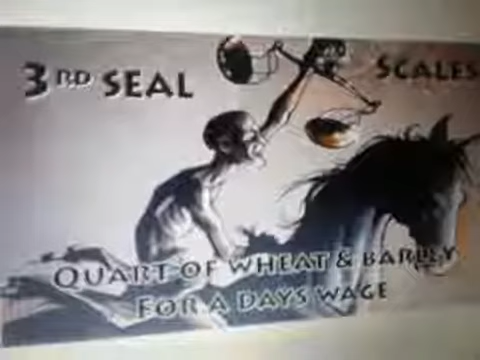 3RD SEAL
SCALES
QUART OF WHEAT & BARLEY
FOR A DAYS WAGE